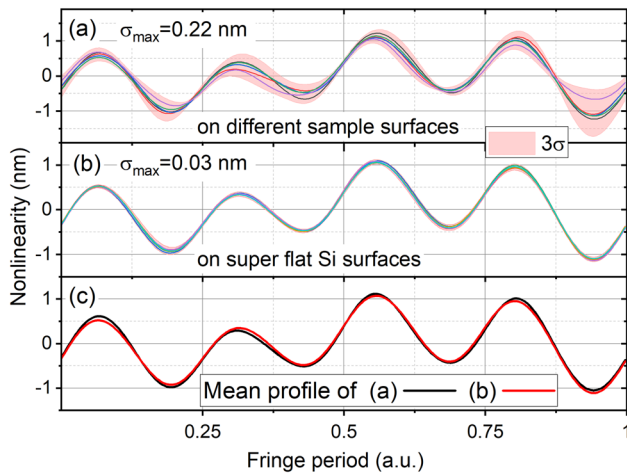 (a) σmax=0.22 nm
1
0
-1
on different sample surfaces
3σ
(b) σmax=0.03 nm
1
0
-1
on super flat Si surfaces
(c)
1
0
-1
Mean profile of (a) (b)
Nonlinearity (nm)
0.25 0.5 0.75 1
Fringe period (a.u.)